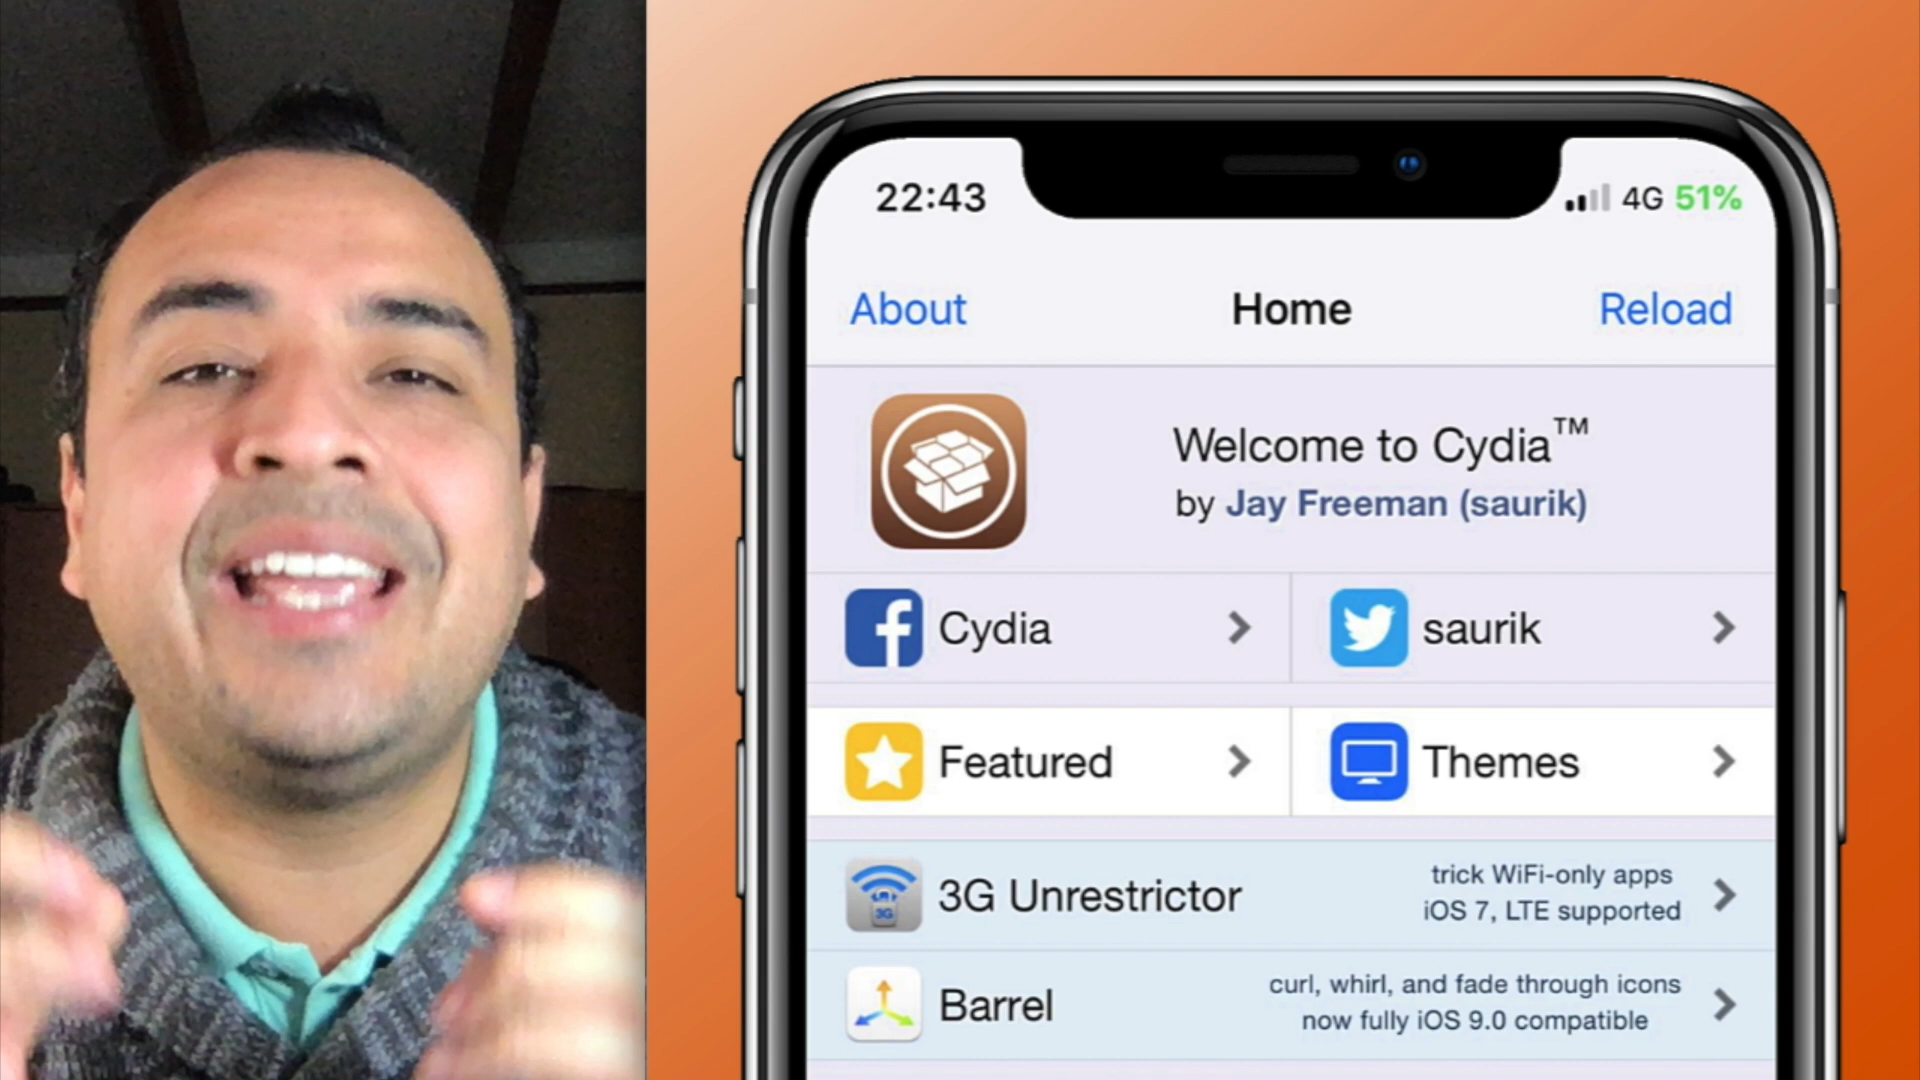 22:43
4G 51%
About
Home
Reload
Welcome to Cydia™
by Jay Freeman (saurik)
Cydia
saurik
Featured
Themes
3G Unrestrictor
trick WiFi-only apps
iOS 7, LTE supported
3G
Barrel
curl, whirl, and fade through icons
now fully iOS 9.0 compatible